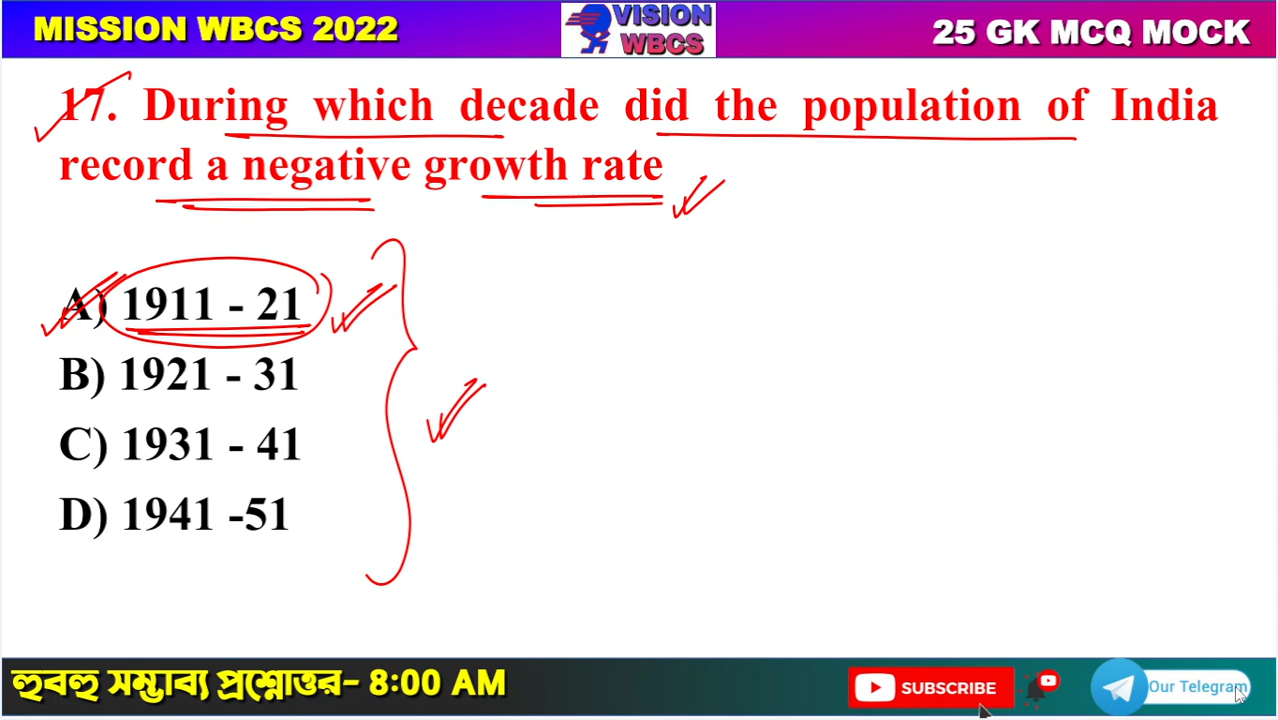 MISSION WBCS 2022
VISION
WBCS
25 GK MCQ MOCK
17. During which decade did the population of India
record a negative growth rate
A) 1911 - 21
B) 1921 - 31
C) 1931 - 41
D) 1941 -51
হুবহু সম্ভাব্য প্রশ্নোত্তর- 8:00 AM
SUBSCRIBE
Our Telegram